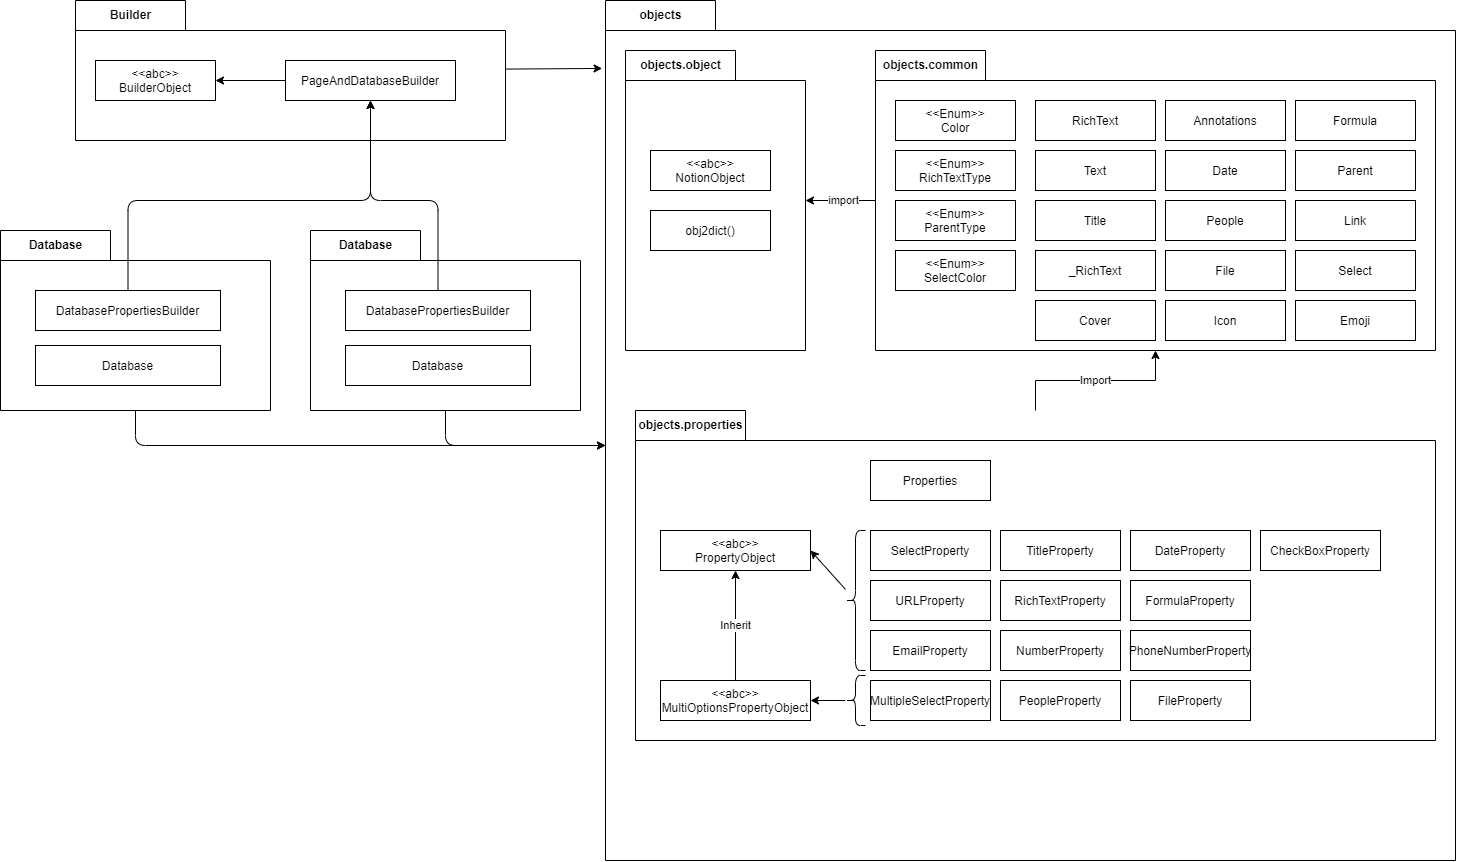 Builder
<<abc>>
BuilderObject
PageAndDatabaseBuilder
Database
DatabasePropertiesBuilder
Database
Database
DatabasePropertiesBuilder
Database
objects
objects.object
<<abc>>
NotionObject
obj2dict()
import
objects.common
<<Enum>>
Color
RichText
Annotations
Formula
<<Enum>>
RichTextType
Text
Date
Parent
<<Enum>>
ParentType
Title
People
Link
<<Enum>>
SelectColor
_RichText
File
Select
Cover
Icon
Emoji
Import
objects.properties
Properties
<<abc>>
PropertyObject
Inherit
<<abc>>
MultiOptionsPropertyObject
SelectProperty
TitleProperty
DateProperty
CheckBoxProperty
URLProperty
RichTextProperty
FormulaProperty
EmailProperty
NumberProperty
PhoneNumberProperty
MultipleSelectProperty
PeopleProperty
FileProperty